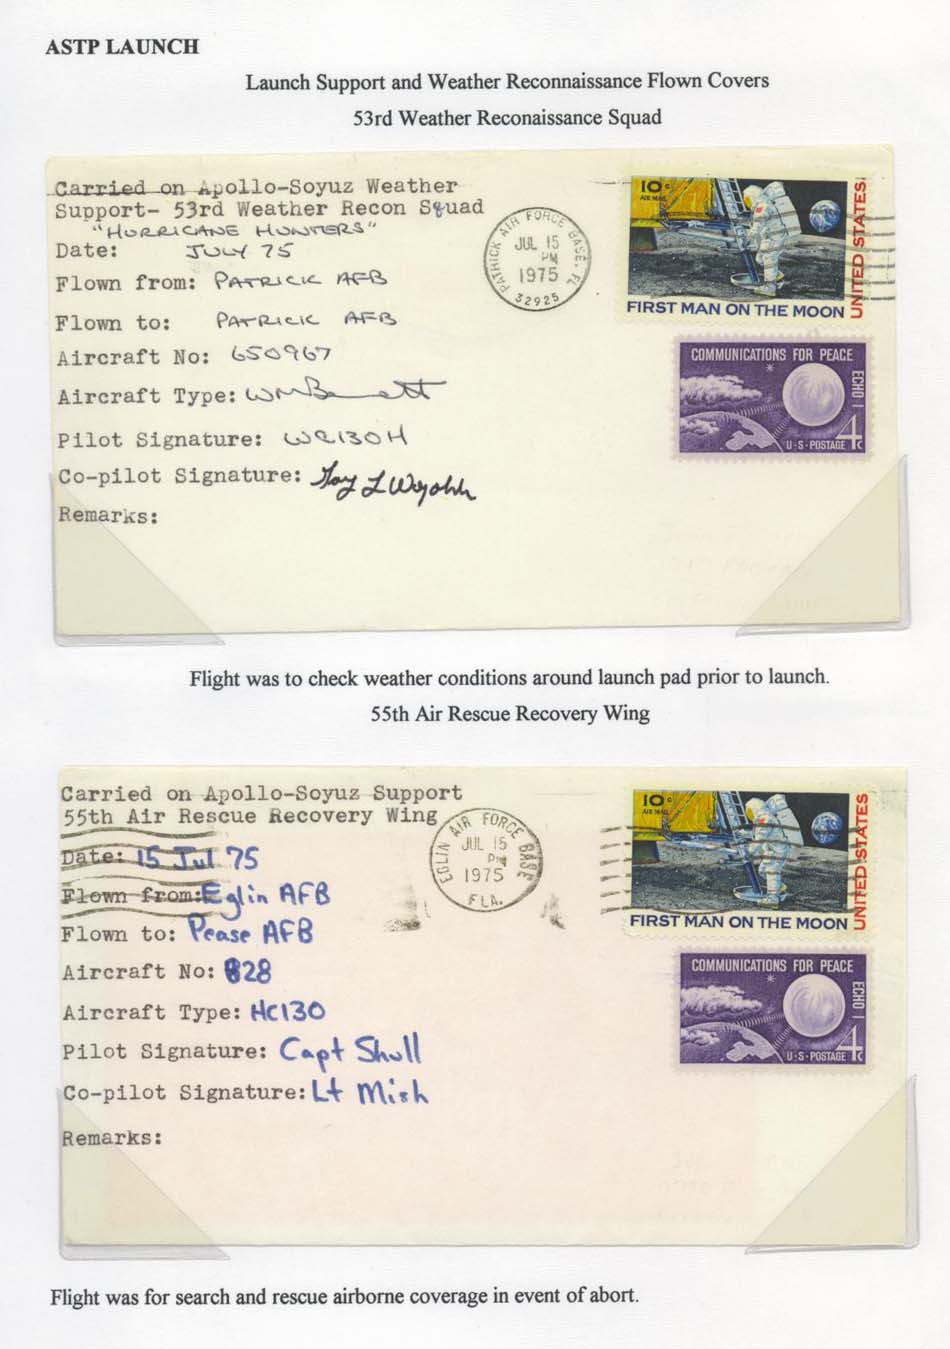 ASTP LAUNCH
Launch Support and Weather Reconnaissance Flown Covers
53rd Weather Reconaissance Squad
Carried on Apollo-Soyuz Weather
Support- 53rd Weather Recon Squad
"HURRICANE HUNTERS"
Date: JULY 75
Flown from: PATRICK AFB
Flown to: PATRICK AFB
Aircraft No: 650967
Aircraft Type:
Pilot Signature: WC130H
Co-pilot Signature:
Remarks:
PATRICK AIR FORCE BASE, FL
JUL 15
PM
1975
32925
10c
AIR MAIL
UNITED STATES
FIRST MAN ON THE MOON
COMMUNICATIONS FOR PEACE
ECHO I
U·S·POSTAGE 4c
Flight was to check weather conditions around launch pad prior to launch.
55th Air Rescue Recovery Wing
Carried on Apollo-Soyuz Support
55th Air Rescue Recovery Wing
Date: 15 Jul 75
Flown from: Eglin AFB
Flown to: Pease AFB
Aircraft No: 828
Aircraft Type: HC130
Pilot Signature: Capt Shull
Co-pilot Signature: Lt Mish
Remarks:
EGLIN AIR FORCE BASE
JUL 15
PM
1975
FLA.
10c
AIR MAIL
UNITED STATES
FIRST MAN ON THE MOON
COMMUNICATIONS FOR PEACE
ECHO I
U·S·POSTAGE 4c
Flight was for search and rescue airborne coverage in event of abort.